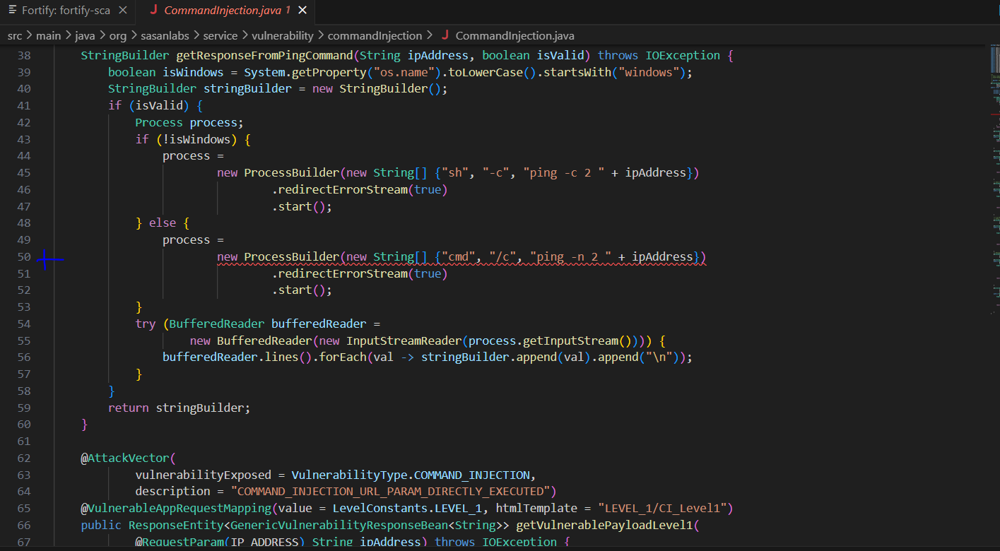 Fortify: fortify-sca × J CommandInjection.java 1 ×
src > main > java > org > sasanlabs > service > vulnerability > commandInjection > J CommandInjection.java
38 StringBuilder getResponseFromPingCommand(String ipAddress, boolean isValid) throws IOException {
39 boolean isWindows = System.getProperty("os.name").toLowerCase().startsWith("windows");
40 StringBuilder stringBuilder = new StringBuilder();
41 if (isValid) {
42 Process process;
43 if (!isWindows) {
44 process =
45 new ProcessBuilder(new String[] {"sh", "-c", "ping -c 2 " + ipAddress})
46 .redirectErrorStream(true)
47 .start();
48 } else {
49 process =
50 new ProcessBuilder(new String[] {"cmd", "/c", "ping -n 2 " + ipAddress})
51 .redirectErrorStream(true)
52 .start();
53 }
54 try (BufferedReader bufferedReader =
55 new BufferedReader(new InputStreamReader(process.getInputStream()))) {
56 bufferedReader.lines().forEach(val -> stringBuilder.append(val).append("\n"));
57 }
58 }
59 return stringBuilder;
60 }
61
62 @AttackVector(
63 vulnerabilityExposed = VulnerabilityType.COMMAND_INJECTION,
64 description = "COMMAND_INJECTION_URL_PARAM_DIRECTLY_EXECUTED")
65 @VulnerableAppRequestMapping(value = LevelConstants.LEVEL_1, htmlTemplate = "LEVEL_1/CI_Level1")
66 public ResponseEntity<GenericVulnerabilityResponseBean<String>> getVulnerablePayloadLevel1(
67 @RequestParam(IP_ADDRESS) String ipAddress) throws IOException {